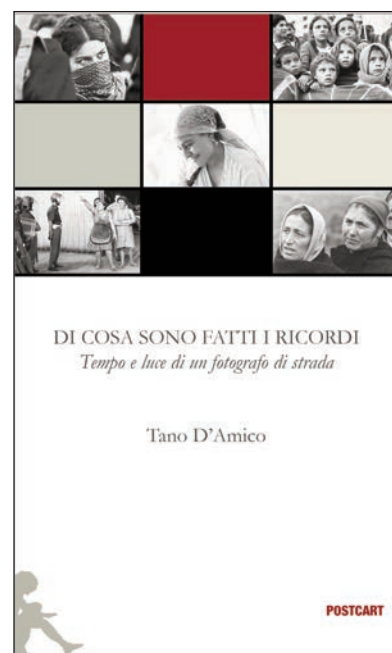 DI COSA SONO FATTI I RICORDI
Tempo e luce di un fotografo di strada
Tano D'Amico
POSTCART